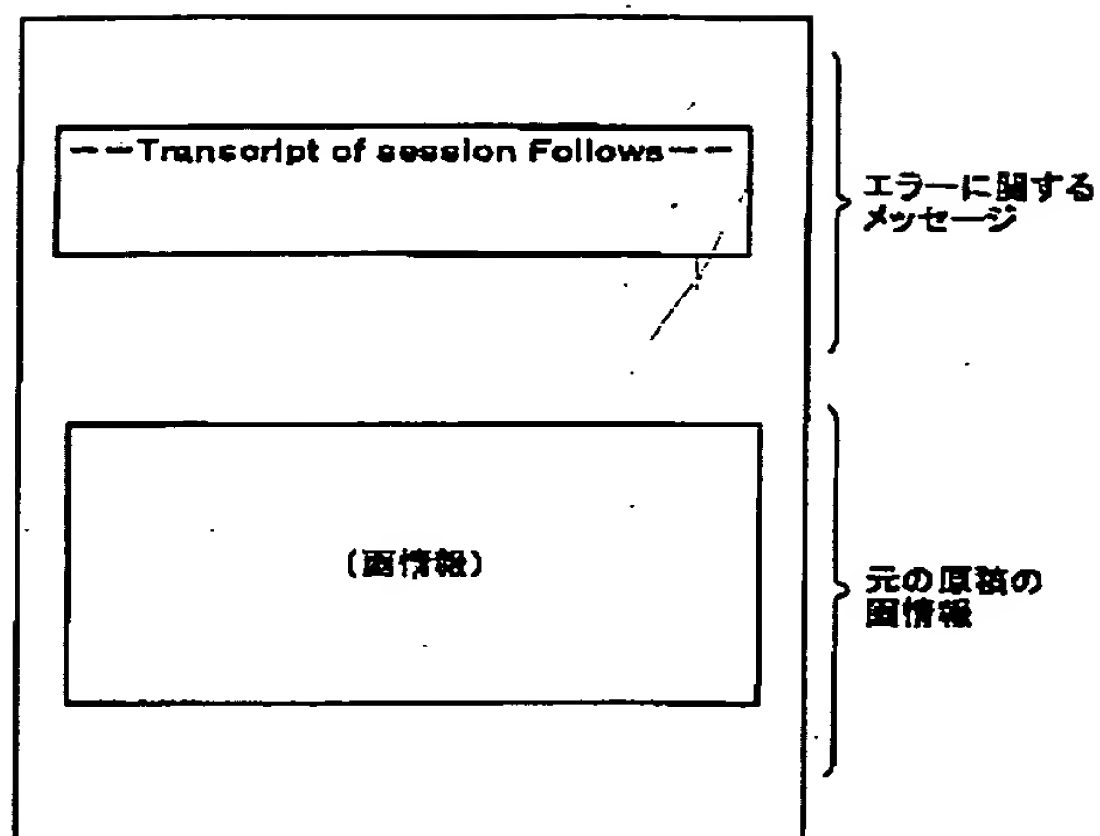 --Transcript of session Follows--
エラーに関する
メッセージ
(画情報)
元の原稿の
画情報